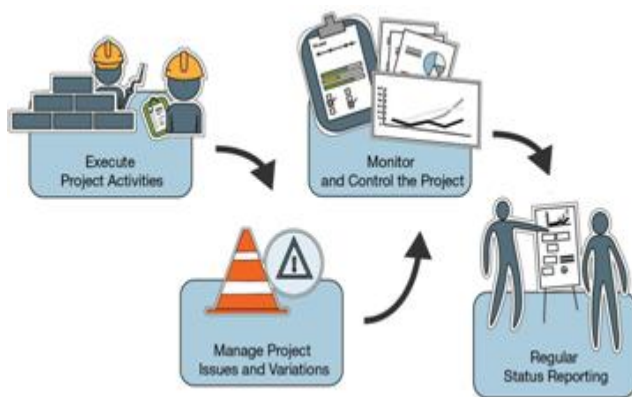 Execute
Project Activities
Manage Project
Issues and Variations
Monitor
and Control the Project
Regular
Status Reporting